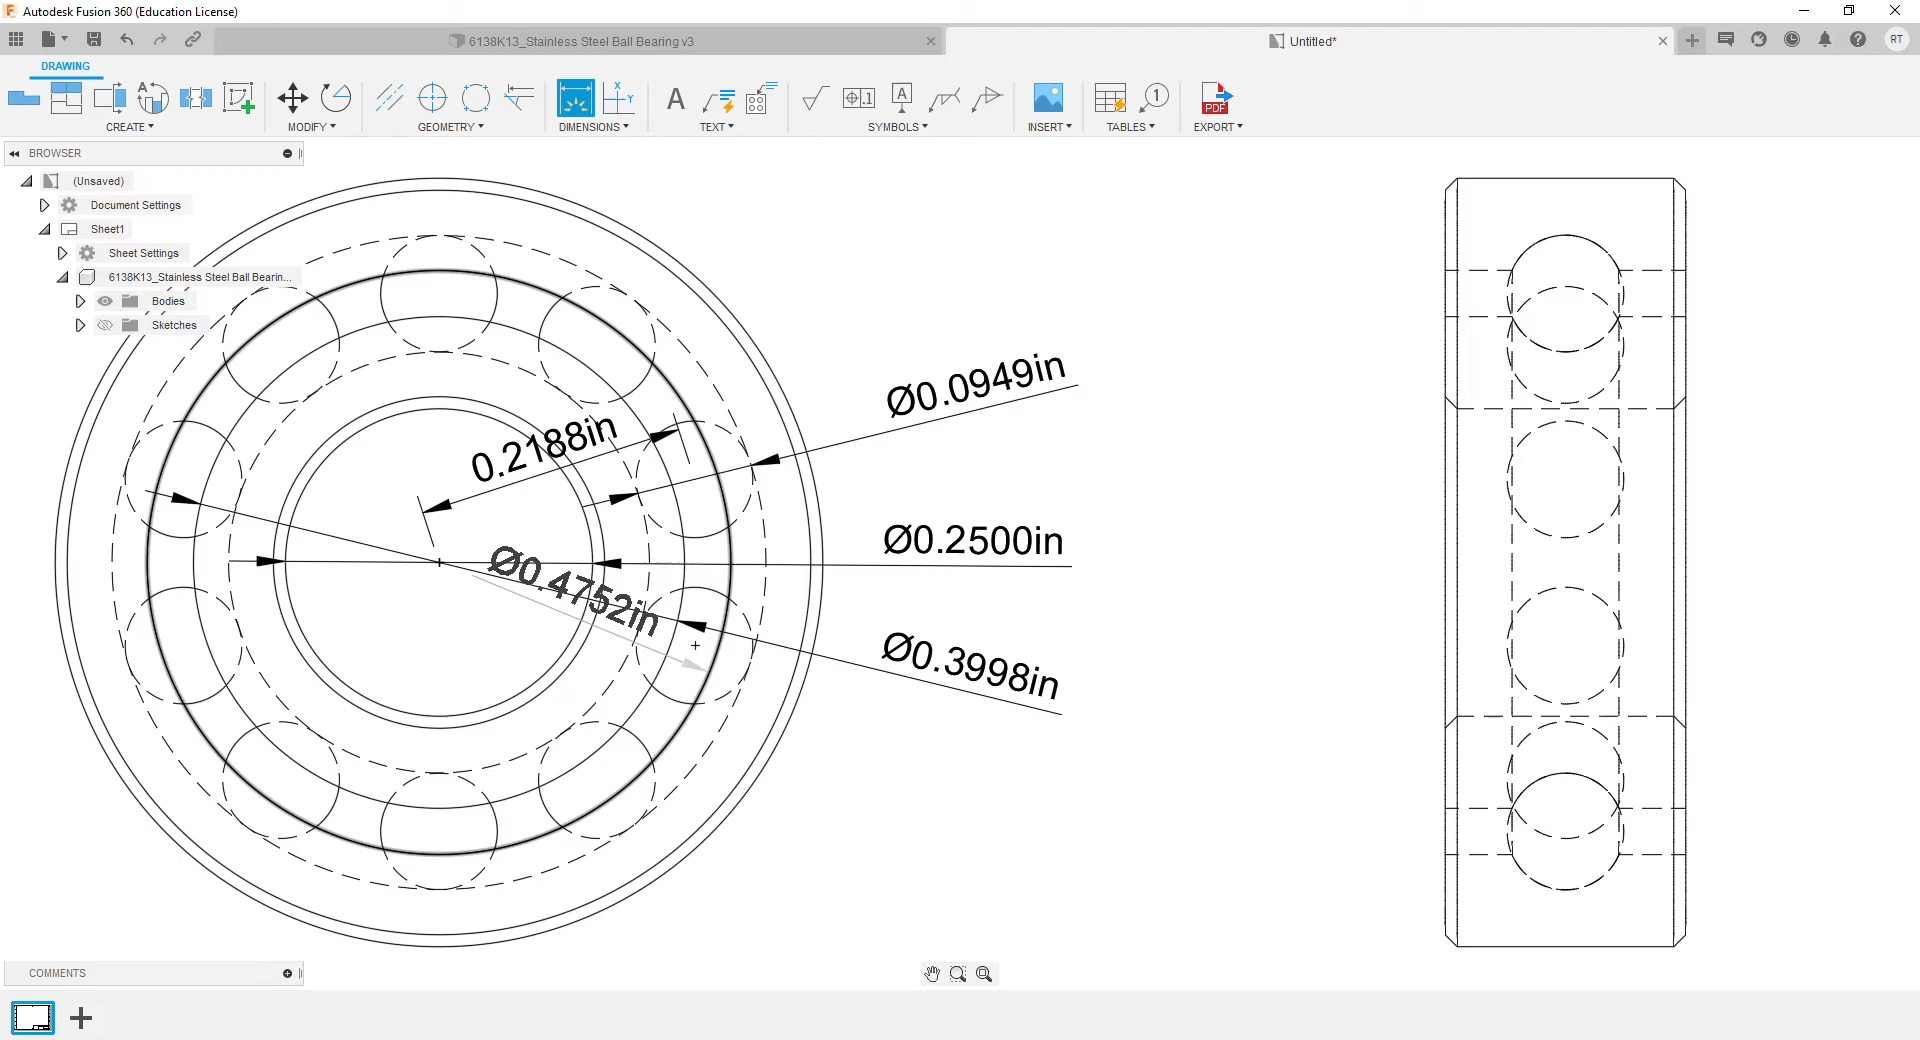 Autodesk Fusion 360 (Education License)
6138K13_Stainless Steel Ball Bearing v3
Untitled*
RT
DRAWING
CREATE
MODIFY
GEOMETRY
DIMENSIONS
TEXT
SYMBOLS
INSERT
TABLES
EXPORT
BROWSER
(Unsaved)
Document Settings
Sheet1
Sheet Settings
6138K13_Stainless Steel Ball Bearin...
Bodies
Sketches
Ø0.0949in
0.2188in
Ø0.2500in
Ø0.4752in
Ø0.3998in
COMMENTS